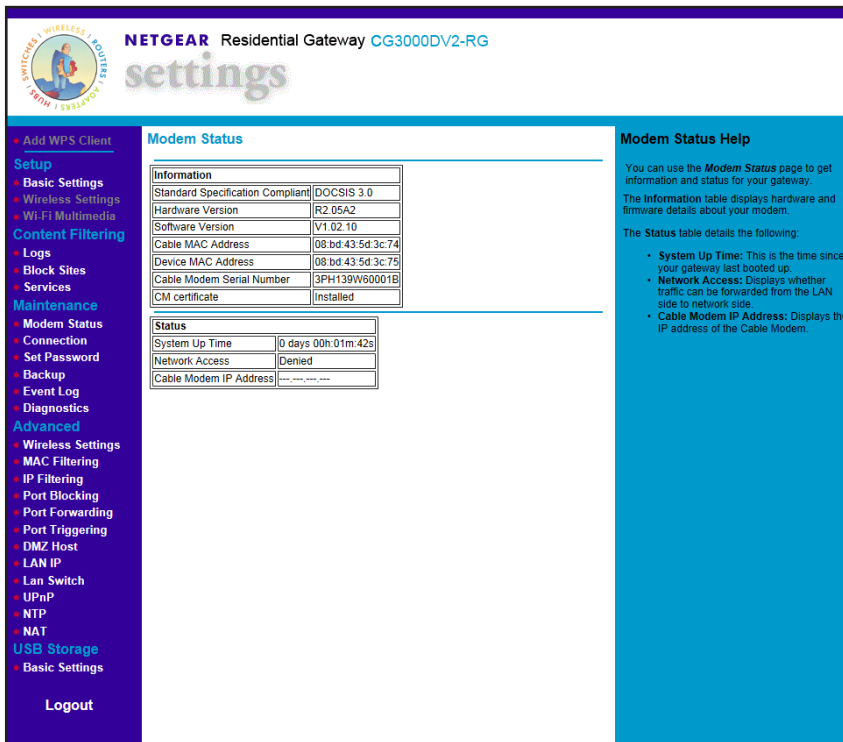 SWITCHES | WIRELESS | ROUTERS | ADAPTERS | HUBS |
NETGEAR Residential Gateway CG3000DV2-RG
settings
Add WPS Client
Setup
Basic Settings
Wireless Settings
Wi-Fi Multimedia
Content Filtering
Logs
Block Sites
Services
Maintenance
Modem Status
Connection
Set Password
Backup
Event Log
Diagnostics
Advanced
Wireless Settings
MAC Filtering
IP Filtering
Port Blocking
Port Forwarding
Port Triggering
DMZ Host
LAN IP
Lan Switch
UPnP
NTP
NAT
USB Storage
Basic Settings
Logout
Modem Status
Information
Standard Specification Compliant DOCSIS 3.0
Hardware Version R2.05A2
Software Version V1.02.10
Cable MAC Address 08:bd:43:5d:3c:74
Device MAC Address 08:bd:43:5d:3c:75
Cable Modem Serial Number 3PH139W60001B
CM certificate Installed
Status
System Up Time 0 days 00h:01m:42s
Network Access Denied
Cable Modem IP Address ---.---.---.---
Modem Status Help
You can use the Modem Status page to get
information and status for your gateway.
The Information table displays hardware and
firmware details about your modem.
The Status table details the following:
• System Up Time: This is the time since
your gateway last booted up.
• Network Access: Displays whether
traffic can be forwarded from the LAN
side to network side.
• Cable Modem IP Address: Displays the
IP address of the Cable Modem.